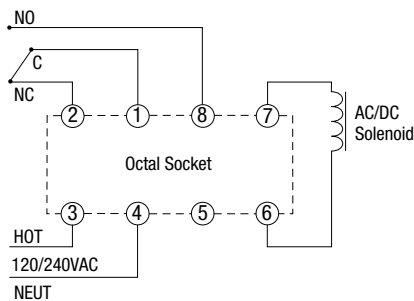 NO
C
NC
2 1 8 7
AC/DC
Solenoid
Octal Socket
3 4 5 6
HOT
120/240VAC
NEUT